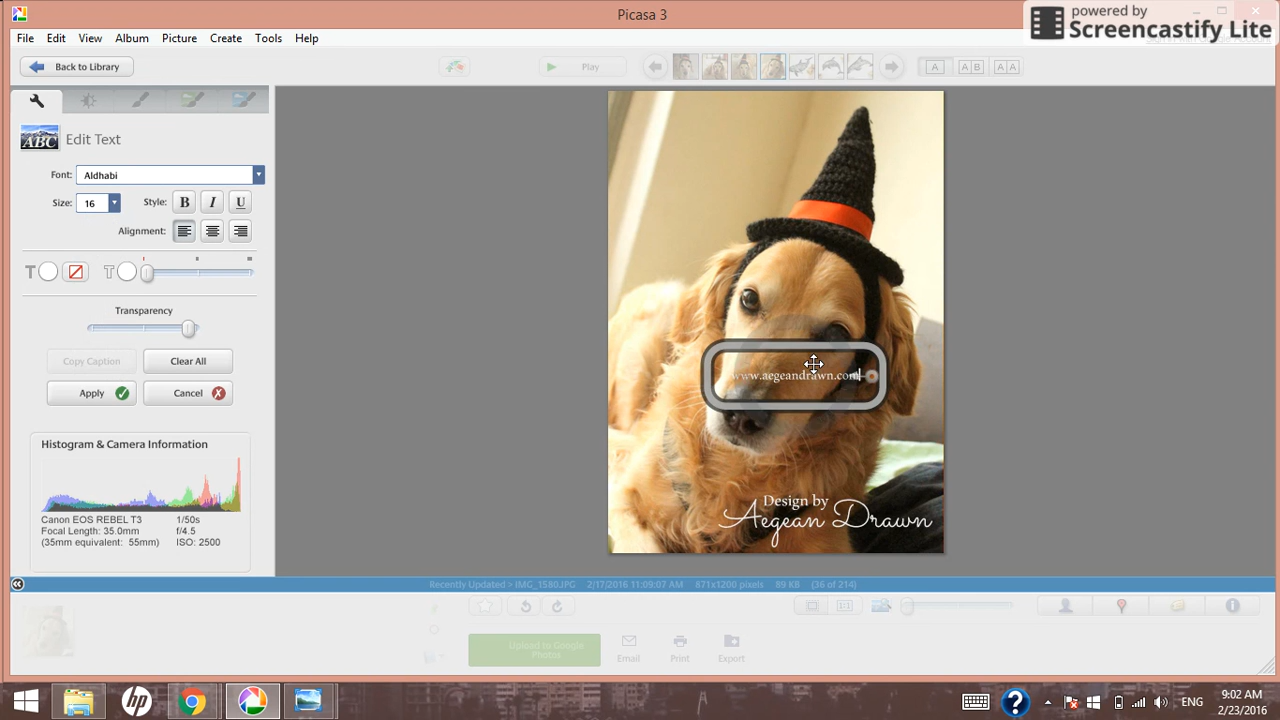 Picasa 3
powered by
Screencastify Lite
File Edit View Album Picture Create Tools Help
Back to Library
Play
A
A B
A A
ABC
Edit Text
Font: Aldhabi
Size: 16
Style: B I U
Alignment:
T
T
Transparency
Copy Caption
Clear All
Apply
Cancel
Histogram & Camera Information
Canon EOS REBEL T3 1/50s
Focal Length: 35.0mm f/4.5
(35mm equivalent: 55mm) ISO: 2500
www.aegeandrawn.com
Design by
Aegean Drawn
Recently Updated > IMG_1580.JPG 2/17/2016 11:09:07 AM 871x1200 pixels 89 KB (36 of 214)
Upload to Google
Photos
Email
Print
Export
hp
?
ENG
9:02 AM
2/23/2016